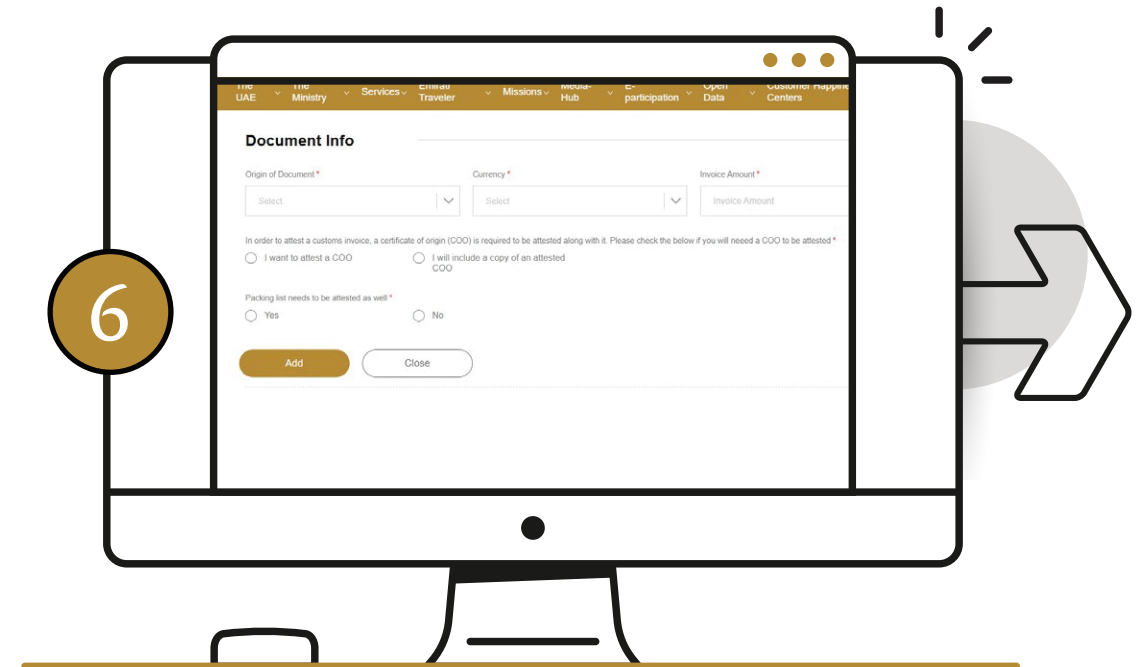 The UAE The Ministry Services Emirati Traveler Missions Media-Hub E-participation Open Data Customer Happine Centers
Document Info
Origin of Document * Currency * Invoice Amount *
Select Select Invoice Amount
In order to attest a customs invoice, a certificate of origin (COO) is required to be attested along with it. Please check the below if you will neeed a COO to be attested *
I want to attest a COO I will include a copy of an attested
COO
Packing list needs to be attested as well *
Yes No
6
Add Close